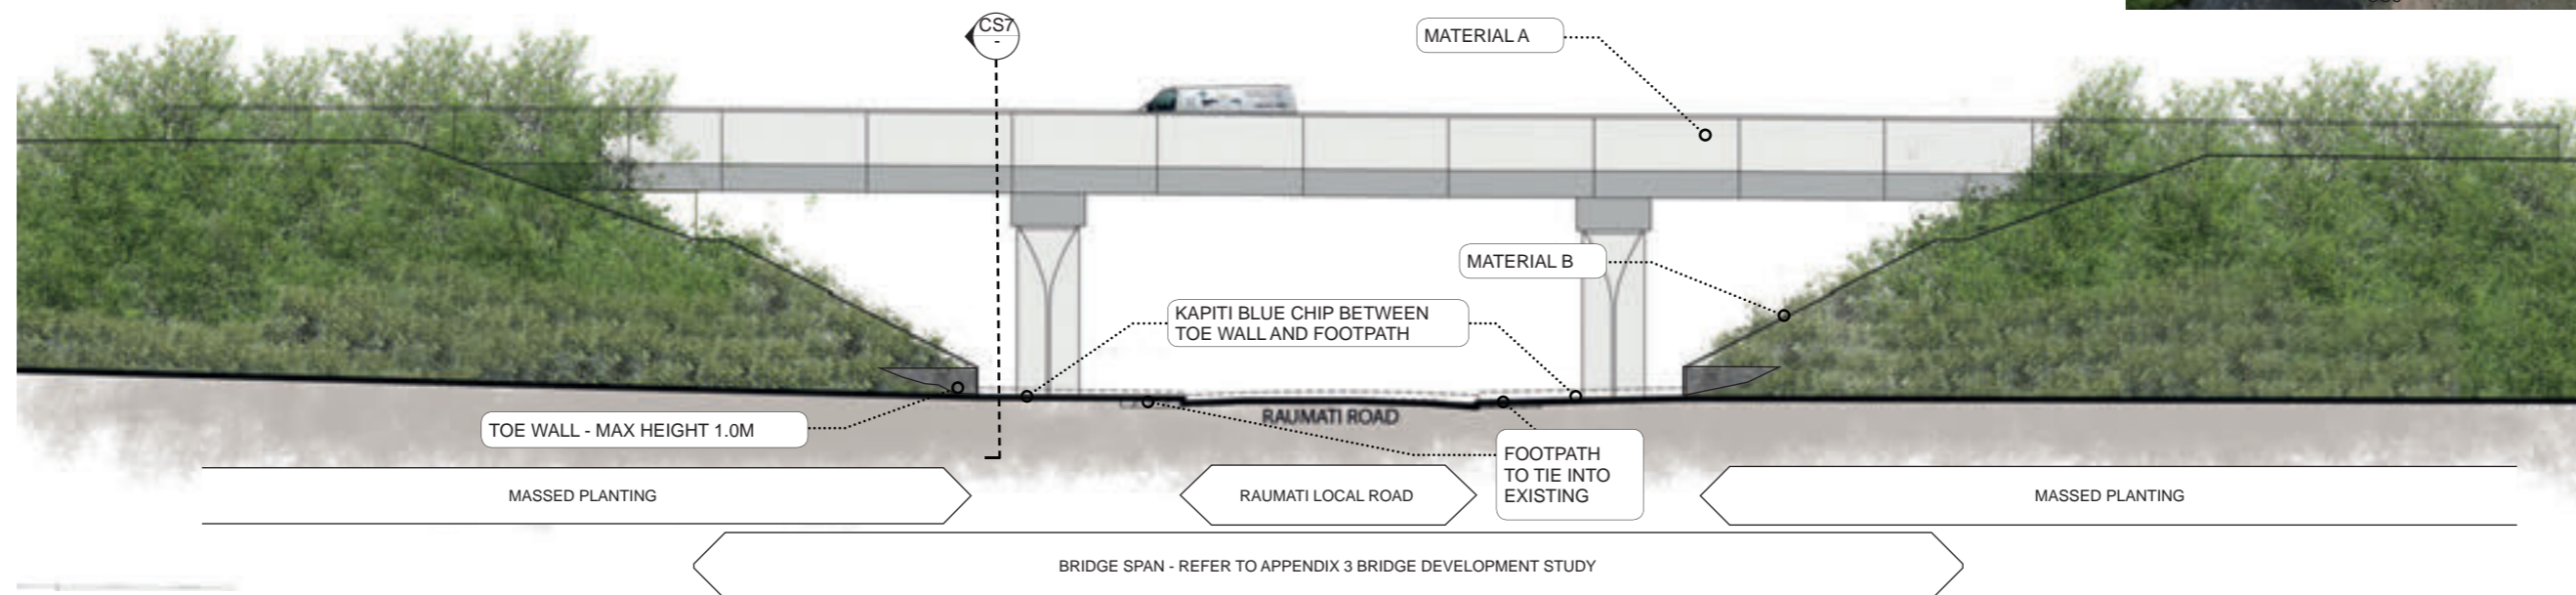 CS7
-
MATERIAL A
MATERIAL B
KAPITI BLUE CHIP BETWEEN
TOE WALL AND FOOTPATH
TOE WALL - MAX HEIGHT 1.0M
RAUMATI ROAD
FOOTPATH
TO TIE INTO
EXISTING
MASSED PLANTING
RAUMATI LOCAL ROAD
MASSED PLANTING
BRIDGE SPAN - REFER TO APPENDIX 3 BRIDGE DEVELOPMENT STUDY